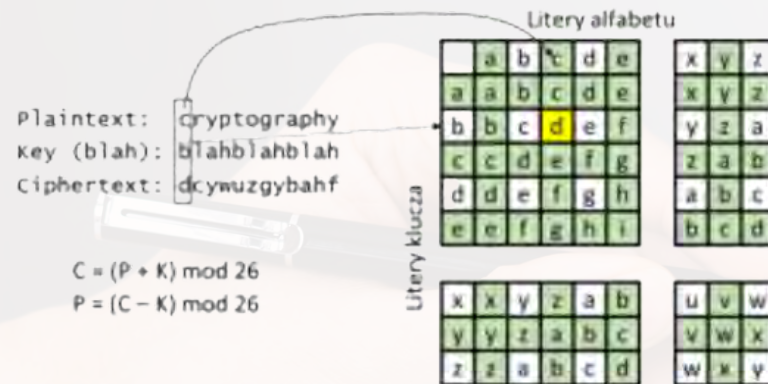 Litery alfabetu
a b c d e
a a b c d e
b b c d e f
c c d e f g
d d e f g h
e e f g h i
x y z
x y z
y z a
z a b
a b c
b c d
Plaintext: cryptography
Key (blah): blahblahblah
Ciphertext: dcywuzgybahf
C = (P + K) mod 26
P = (C − K) mod 26
Litery klucza
x x y z a b
y y z a b c
z z a b c d
u v w
v w x
w x y